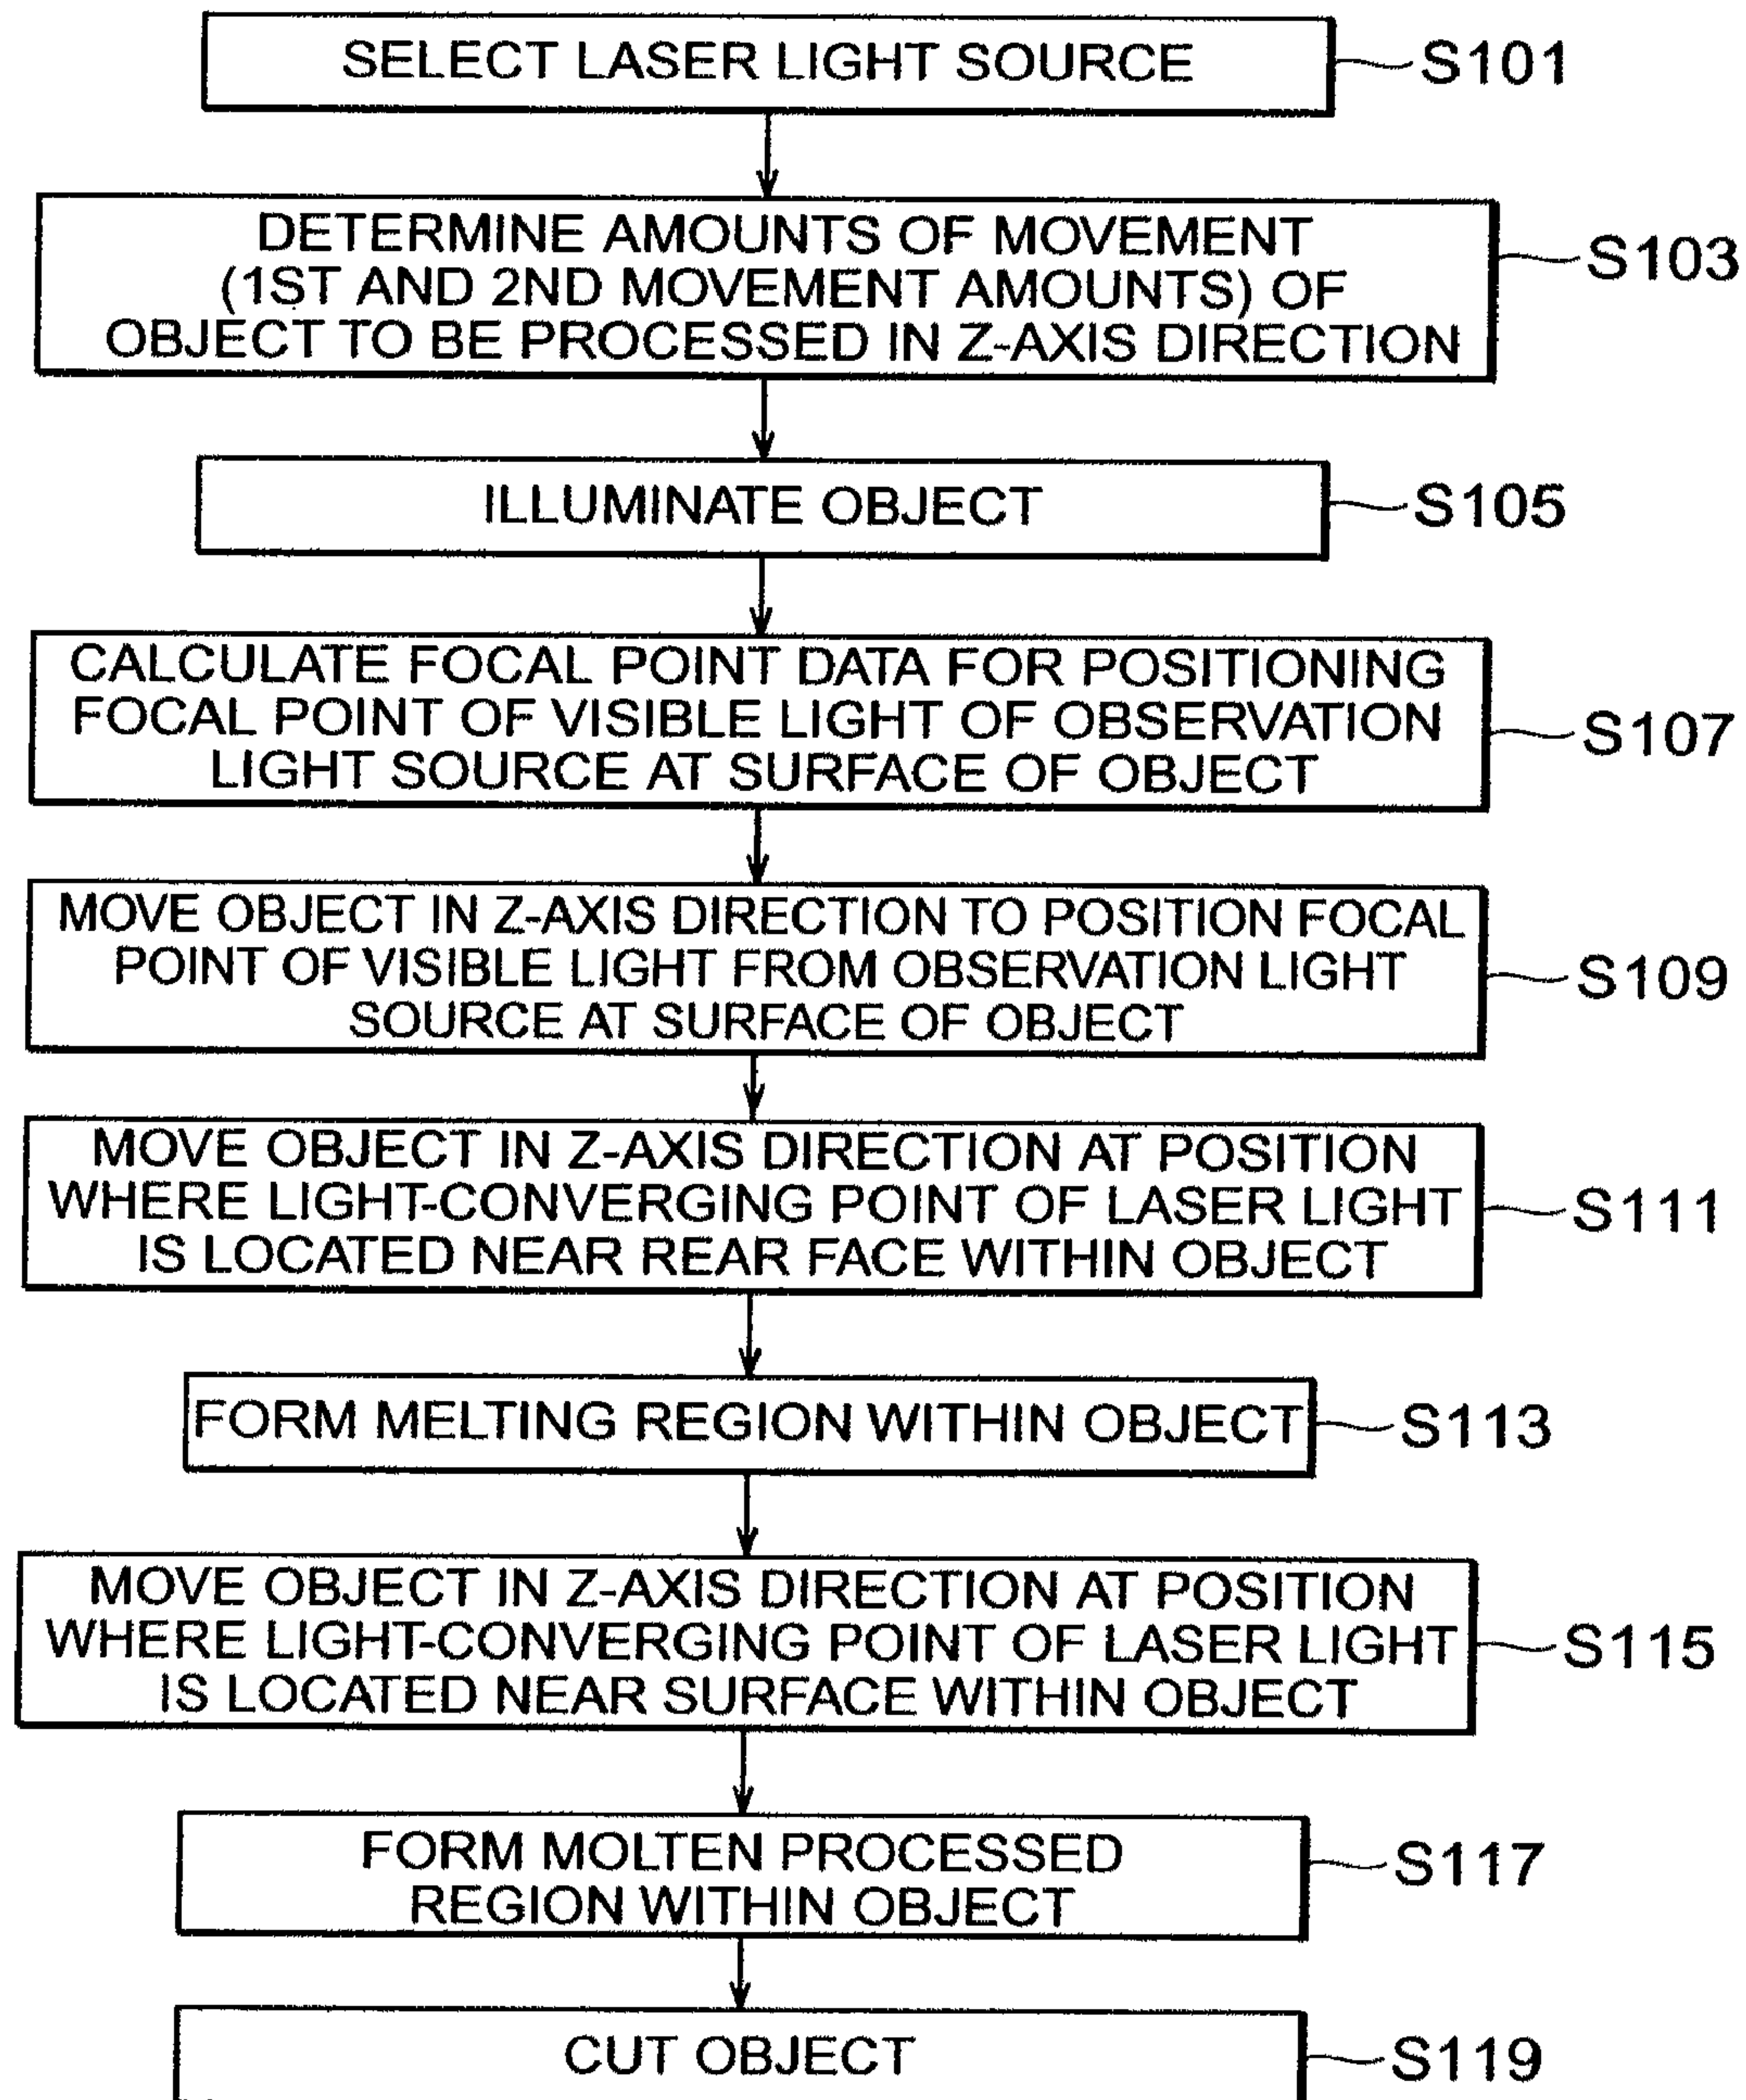 SELECT LASER LIGHT SOURCE
S101
DETERMINE AMOUNTS OF MOVEMENT
(1ST AND 2ND MOVEMENT AMOUNTS) OF
OBJECT TO BE PROCESSED IN Z-AXIS DIRECTION
S103
ILLUMINATE OBJECT
S105
CALCULATE FOCAL POINT DATA FOR POSITIONING
FOCAL POINT OF VISIBLE LIGHT OF OBSERVATION
LIGHT SOURCE AT SURFACE OF OBJECT
S107
MOVE OBJECT IN Z-AXIS DIRECTION TO POSITION FOCAL
POINT OF VISIBLE LIGHT FROM OBSERVATION LIGHT
SOURCE AT SURFACE OF OBJECT
S109
MOVE OBJECT IN Z-AXIS DIRECTION AT POSITION
WHERE LIGHT-CONVERGING POINT OF LASER LIGHT
IS LOCATED NEAR REAR FACE WITHIN OBJECT
S111
FORM MELTING REGION WITHIN OBJECT
S113
MOVE OBJECT IN Z-AXIS DIRECTION AT POSITION
WHERE LIGHT-CONVERGING POINT OF LASER LIGHT
IS LOCATED NEAR SURFACE WITHIN OBJECT
S115
FORM MOLTEN PROCESSED
REGION WITHIN OBJECT
S117
CUT OBJECT
S119